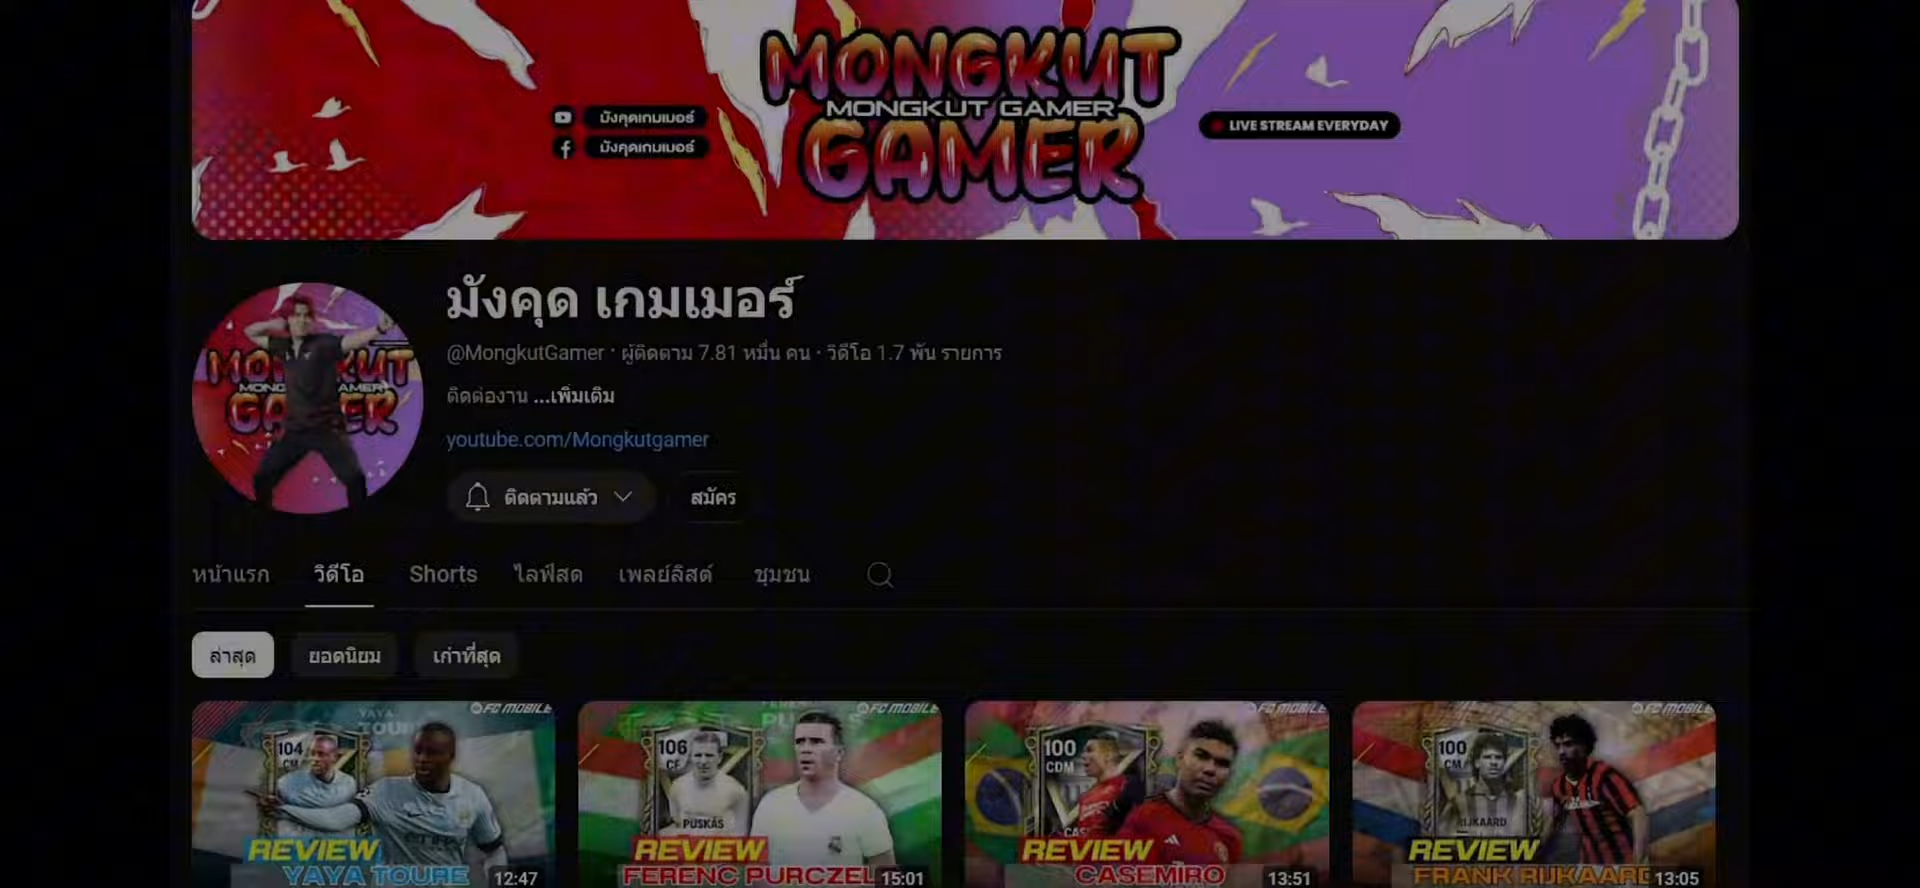 MONGKUT
MONGKUT GAMER
GAMER
มังคุดเกมเมอร์
มังคุดเกมเมอร์
LIVE STREAM EVERYDAY
มังคุด เกมเมอร์
@MongkutGamer · ผู้ติดตาม 7.81 หมื่น คน · วิดีโอ 1.7 พัน รายการ
ติดต่องาน ...เพิ่มเติม
youtube.com/Mongkutgamer
ติดตามแล้ว สมัคร
หน้าแรก วิดีโอ Shorts ไลฟ์สด เพลย์ลิสต์ ชุมชน
ล่าสุด ยอดนิยม เก่าที่สุด
FC MOBILE
YAYA
104
CM
REVIEW
YAYA TOURE
12:47
FC MOBILE
106
CF
PUSKÁS
REVIEW
FERENC PURCZEL
15:01
FC MOBILE
100
CDM
REVIEW
CASEMIRO
13:51
FC MOBILE
100
CM
RIJKAARD
REVIEW
FRANK RIJKAARD
13:05